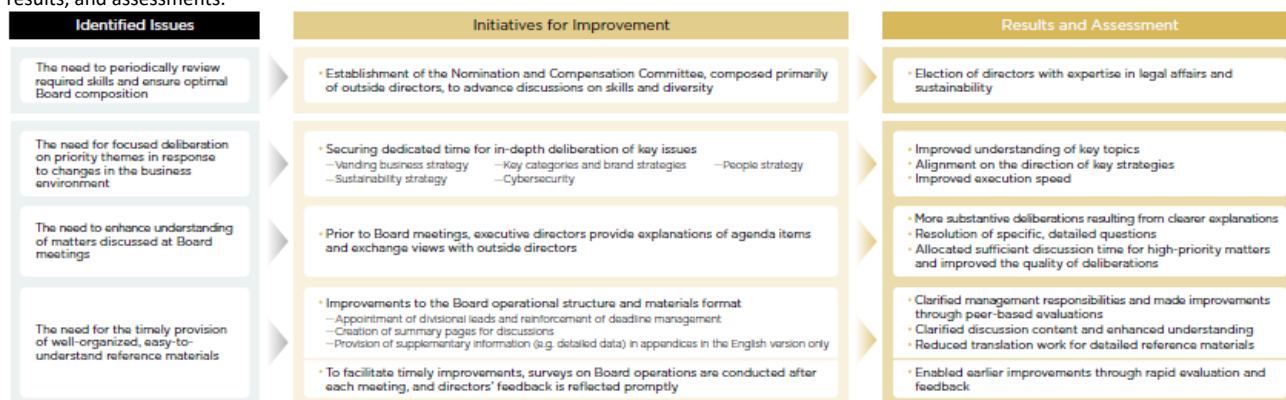 results, and assessments.
Identified Issues
Initiatives for Improvement
Results and Assessment
The need to periodically review
required skills and ensure optimal
Board composition
• Establishment of the Nomination and Compensation Committee, composed primarily
of outside directors, to advance discussions on skills and diversity
• Election of directors with expertise in legal affairs and
sustainability
The need for focused deliberation
on priority themes in response
to changes in the business
environment
• Securing dedicated time for in-depth deliberation of key issues
—Vending business strategy —Key categories and brand strategies —People strategy
—Sustainability strategy —Cybersecurity
• Improved understanding of key topics
• Alignment on the direction of key strategies
• Improved execution speed
The need to enhance understanding
of matters discussed at Board
meetings
• Prior to Board meetings, executive directors provide explanations of agenda items
and exchange views with outside directors
• More substantive deliberations resulting from clearer explanations
• Resolution of specific, detailed questions
• Allocated sufficient discussion time for high-priority matters
and improved the quality of deliberations
The need for the timely provision
of well-organized, easy-to-
understand reference materials
• Improvements to the Board operational structure and materials format
—Appointment of divisional leads and reinforcement of deadline management
—Creation of summary pages for discussions
—Provision of supplementary information (e.g. detailed data) in appendices in the English version only
• Clarified management responsibilities and made improvements
through peer-based evaluations
• Clarified discussion content and enhanced understanding
• Reduced translation work for detailed reference materials
• To facilitate timely improvements, surveys on Board operations are conducted after
each meeting, and directors' feedback is reflected promptly
• Enabled earlier improvements through rapid evaluation and
feedback